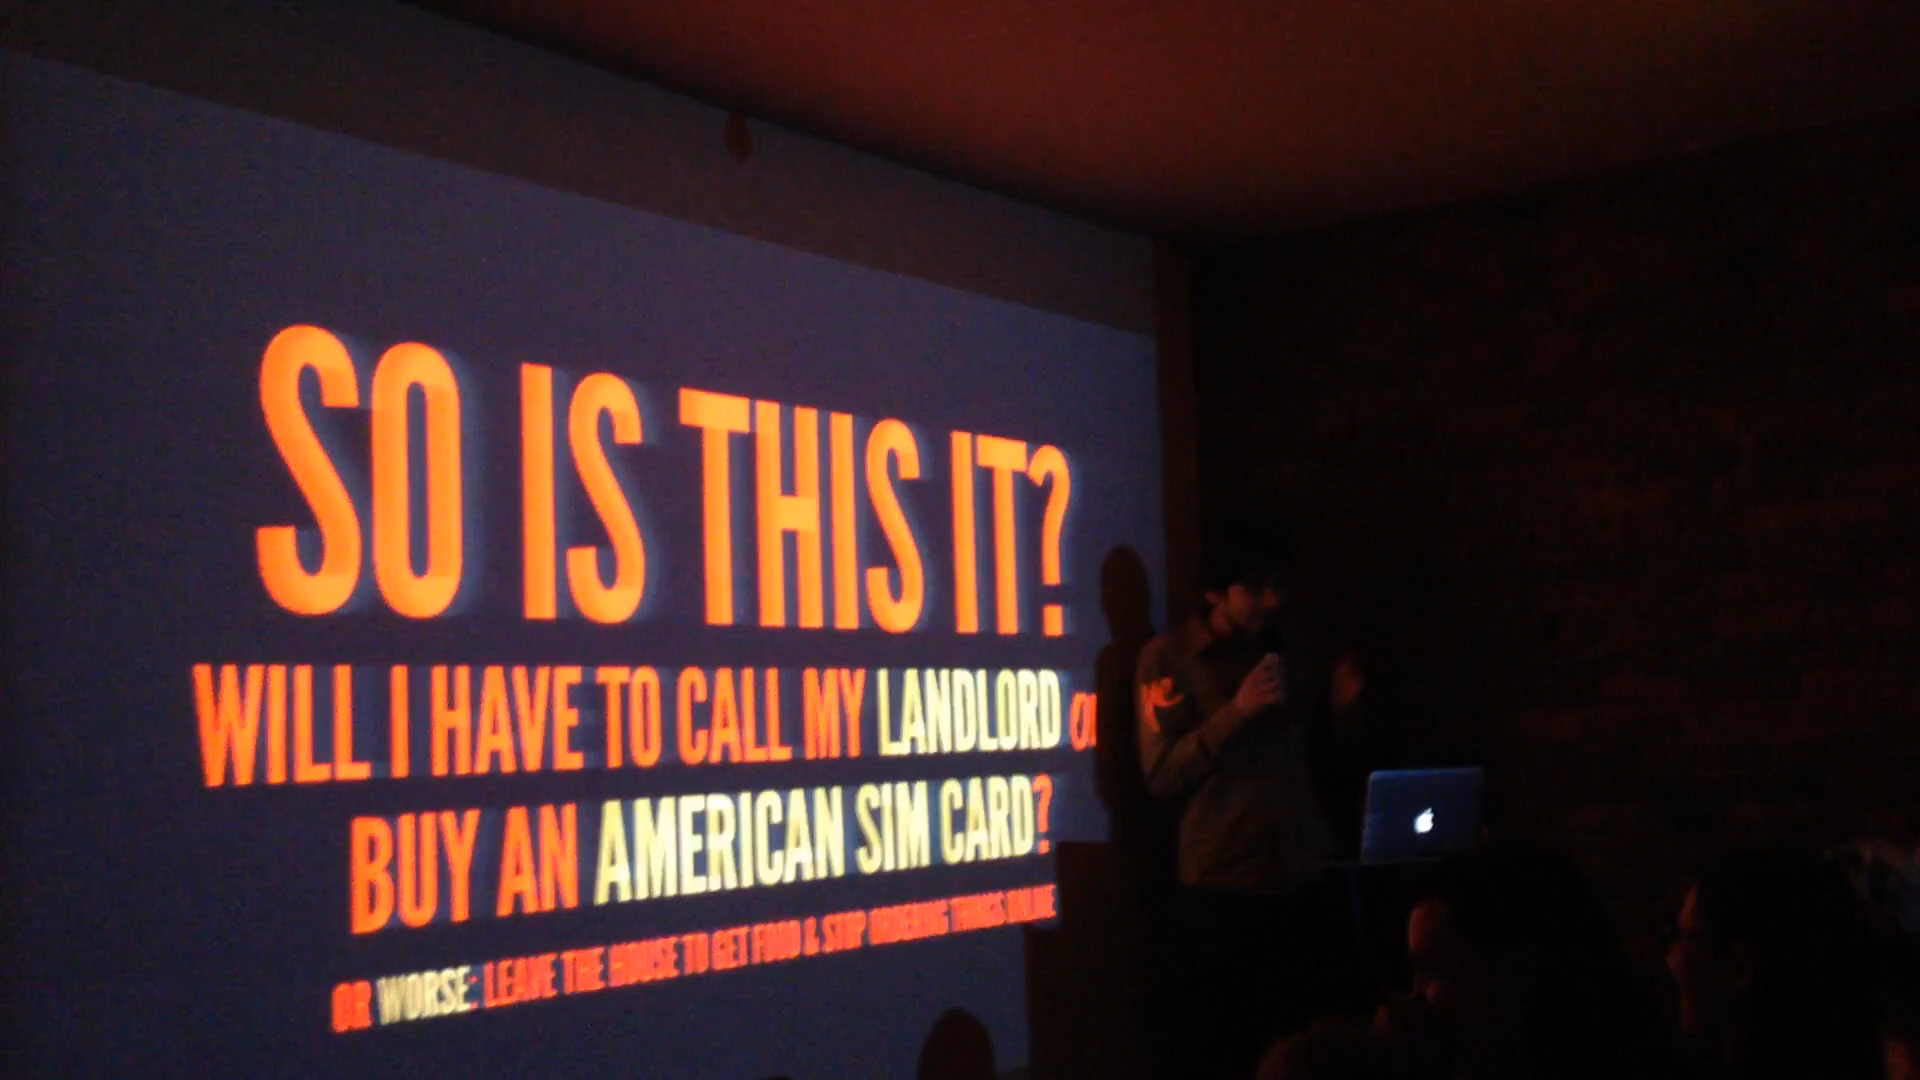 SO IS THIS IT?
WILL I HAVE TO CALL MY LANDLORD or
BUY AN AMERICAN SIM CARD?
OR WORSE: LEAVE THE HOUSE TO GET FOOD & STOP ORDERING THINGS ONLINE